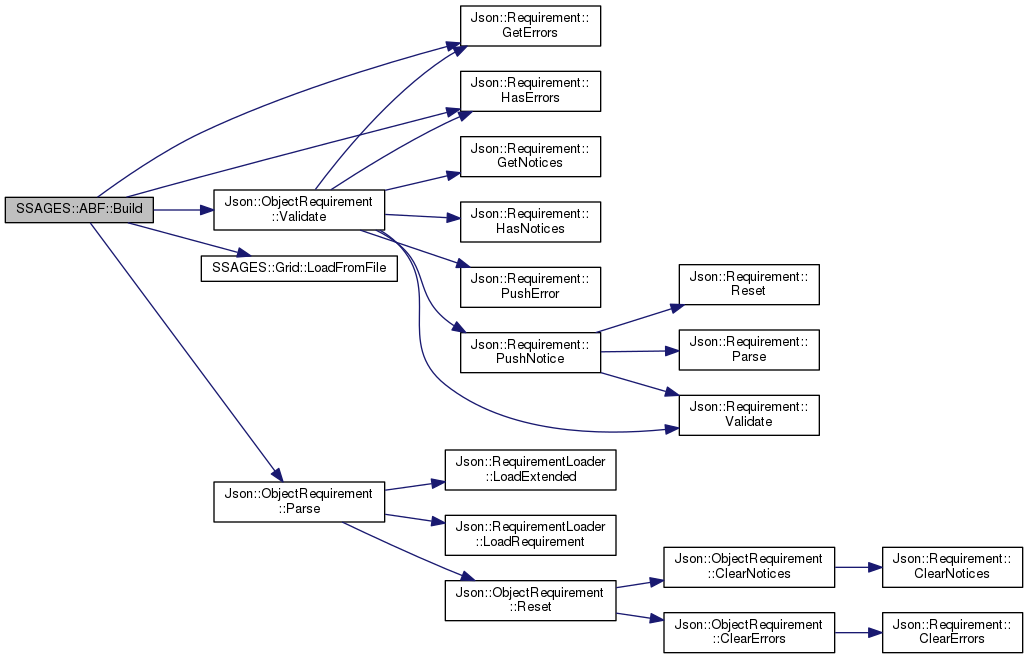 Json::Requirement::
GetErrors
Json::Requirement::
HasErrors
Json::Requirement::
GetNotices
SSAGES::ABF::Build
Json::ObjectRequirement
::Validate
Json::Requirement::
HasNotices
SSAGES::Grid::LoadFromFile
Json::Requirement::
PushError
Json::Requirement::
Reset
Json::Requirement::
PushNotice
Json::Requirement::
Parse
Json::Requirement::
Validate
Json::RequirementLoader
::LoadExtended
Json::ObjectRequirement
::Parse
Json::RequirementLoader
::LoadRequirement
Json::ObjectRequirement
::Reset
Json::ObjectRequirement
::ClearNotices
Json::Requirement::
ClearNotices
Json::ObjectRequirement
::ClearErrors
Json::Requirement::
ClearErrors